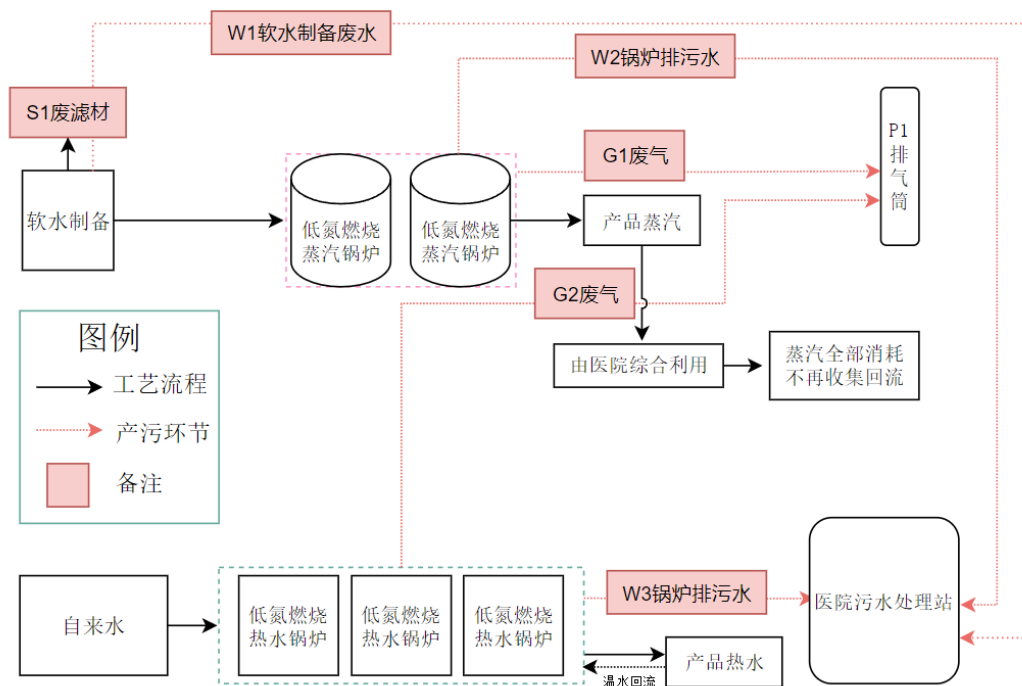 W1软水制备废水
W2锅炉排污水
S1废滤材
G1废气
P1
排
气
筒
软水制备
低氮燃烧
蒸汽锅炉
低氮燃烧
蒸汽锅炉
产品蒸汽
G2废气
图例
工艺流程
产污环节
备注
由医院综合利用
蒸汽全部消耗
不再收集回流
自来水
低氮燃烧
热水锅炉
低氮燃烧
热水锅炉
低氮燃烧
热水锅炉
W3锅炉排污水
医院污水处理站
产品热水
温水回流